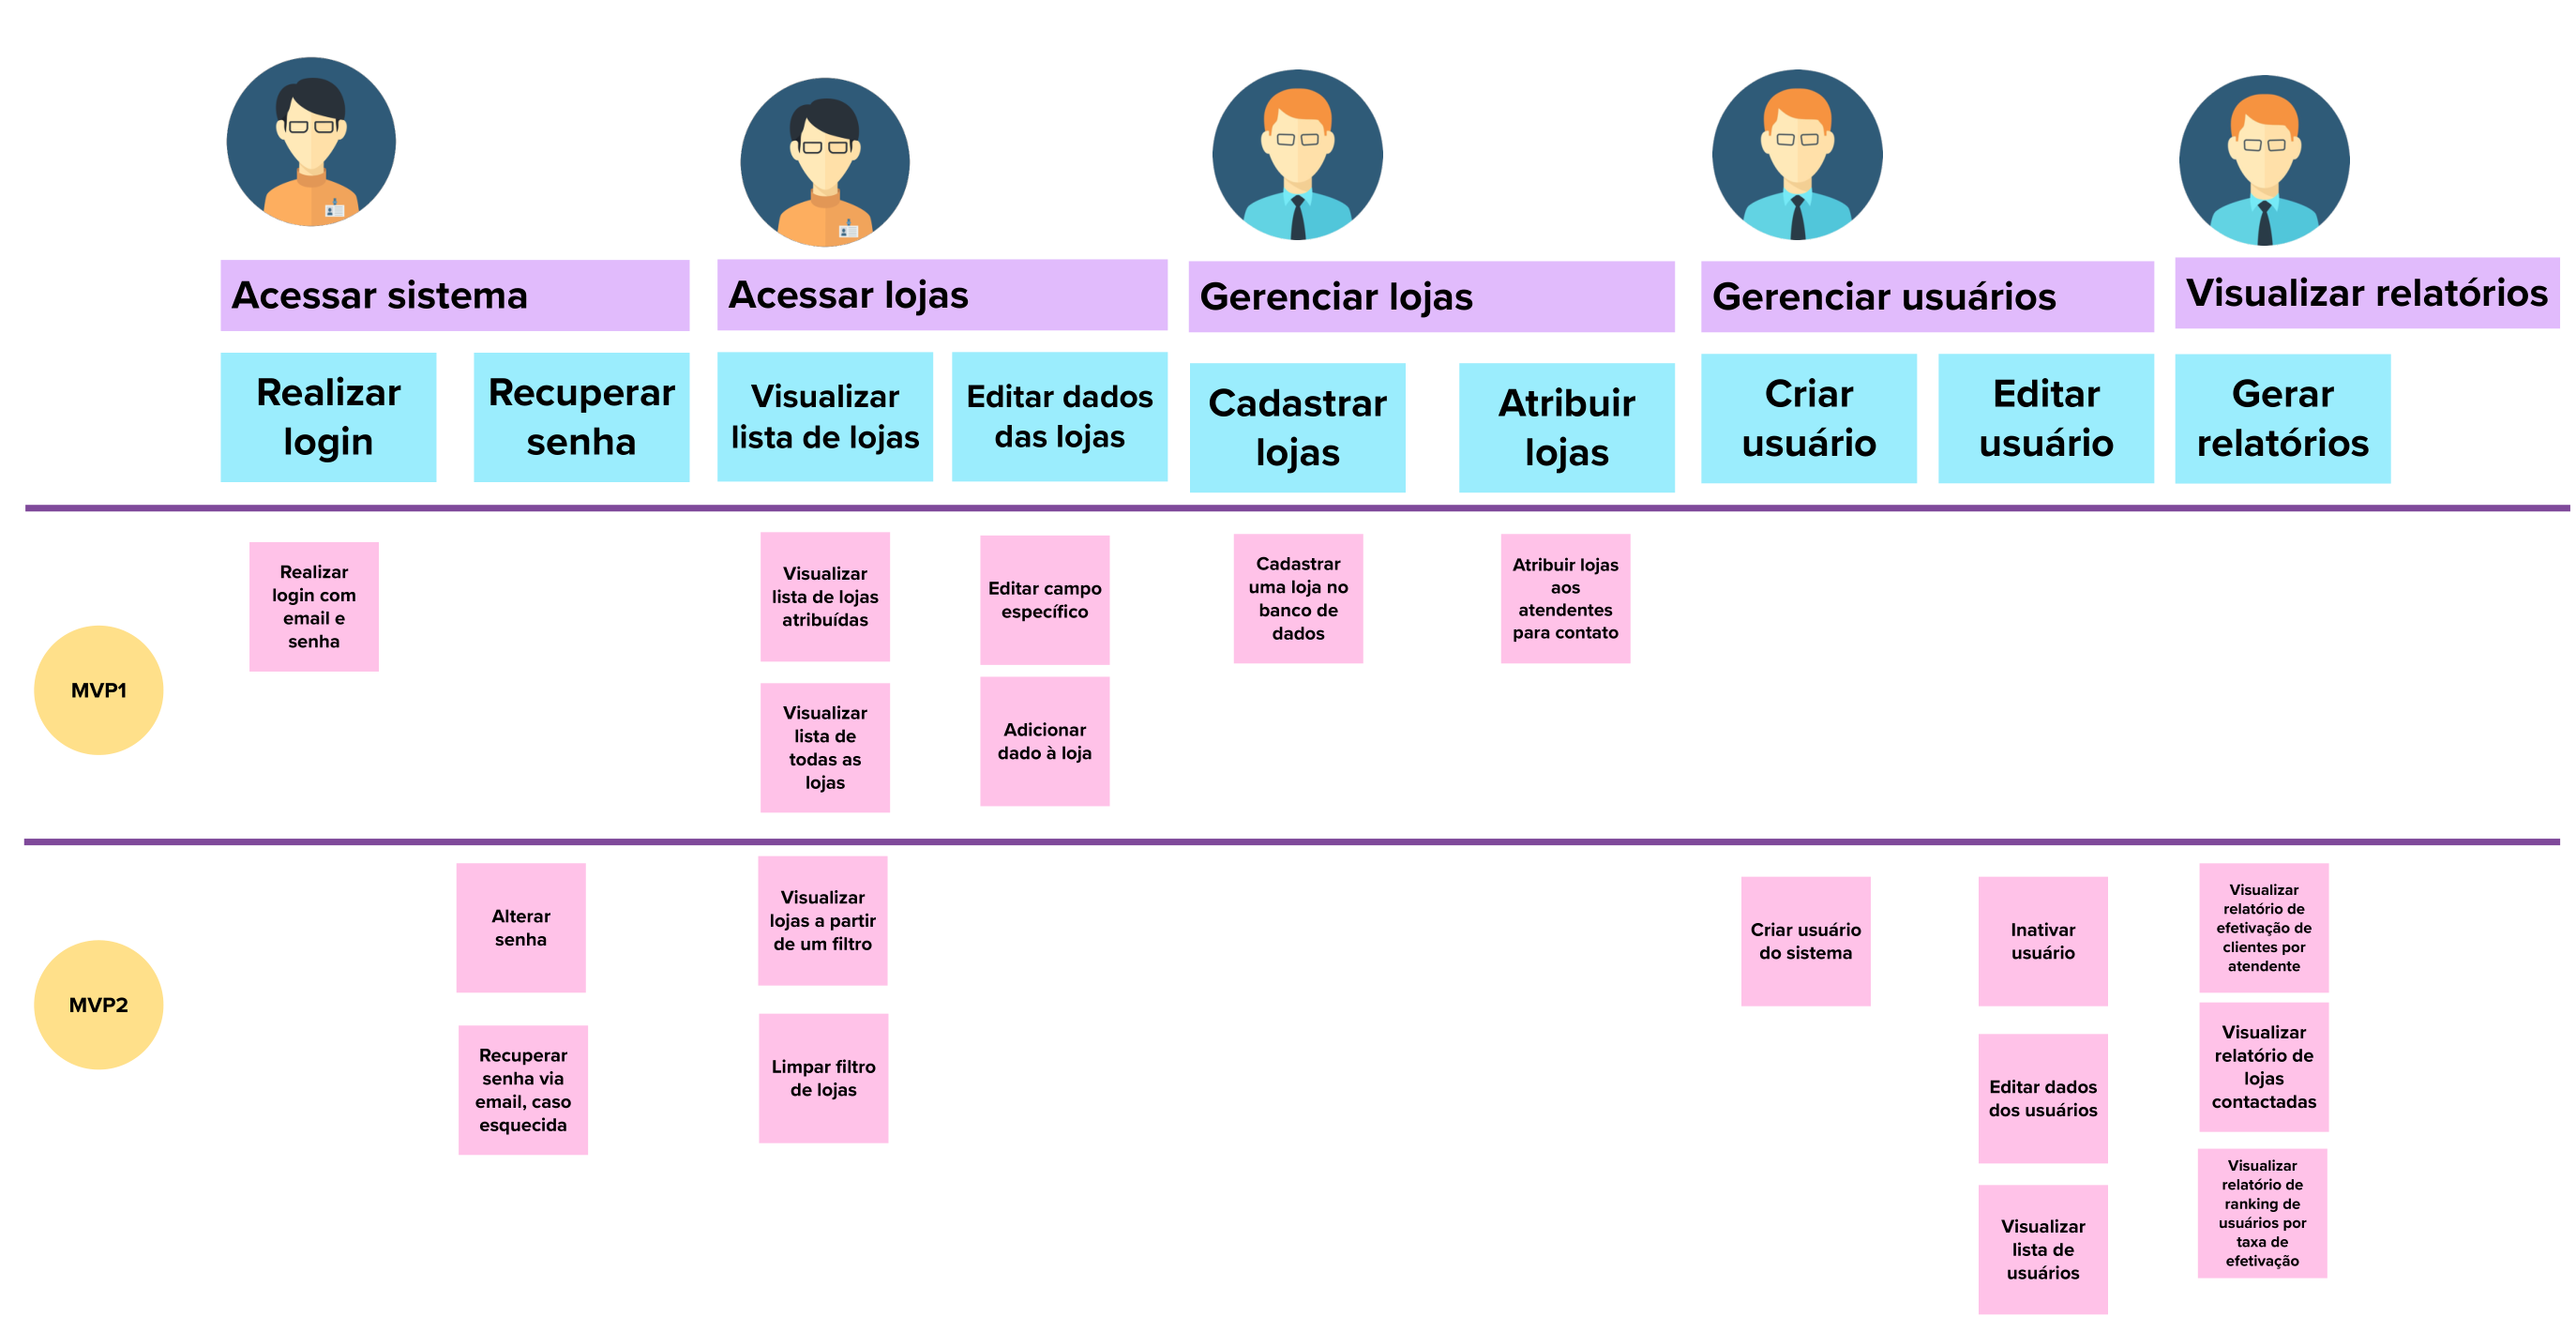 Acessar sistema
Acessar lojas
Gerenciar lojas
Gerenciar usuários
Visualizar relatórios
Realizar
login
Recuperar
senha
Visualizar
lista de lojas
Editar dados
das lojas
Cadastrar
lojas
Atribuir
lojas
Criar
usuário
Editar
usuário
Gerar
relatórios
MVP1
Realizar
login com
email e
senha
Visualizar
lista de lojas
atribuídas
Visualizar
lista de
todas as
lojas
Editar campo
específico
Adicionar
dado à loja
Cadastrar
uma loja no
banco de
dados
Atribuir lojas
aos
atendentes
para contato
MVP2
Alterar
senha
Recuperar
senha via
email, caso
esquecida
Visualizar
lojas a partir
de um filtro
Limpar filtro
de lojas
Criar usuário
do sistema
Inativar
usuário
Editar dados
dos usuários
Visualizar
lista de
usuários
Visualizar
relatório de
efetivação de
clientes por
atendente
Visualizar
relatório de
lojas
contactadas
Visualizar
relatório de
ranking de
usuários por
taxa de
efetivação